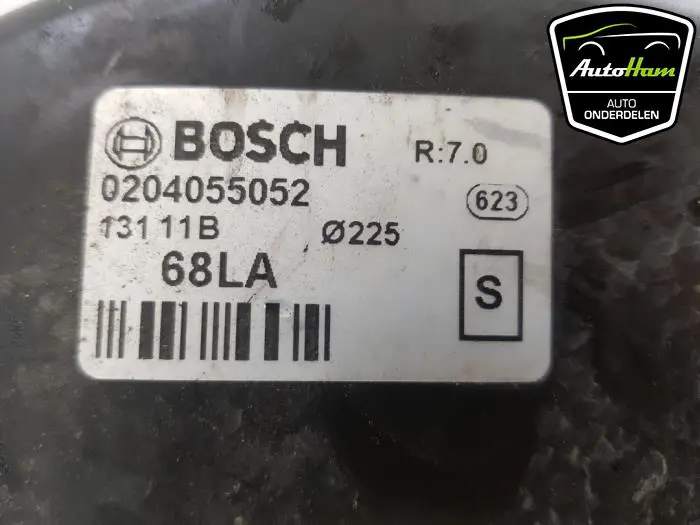 BOSCH
R:7.0
0204055052
623
131 11B
Ø225
68LA
S
AutoHam
AUTO
ONDERDELEN